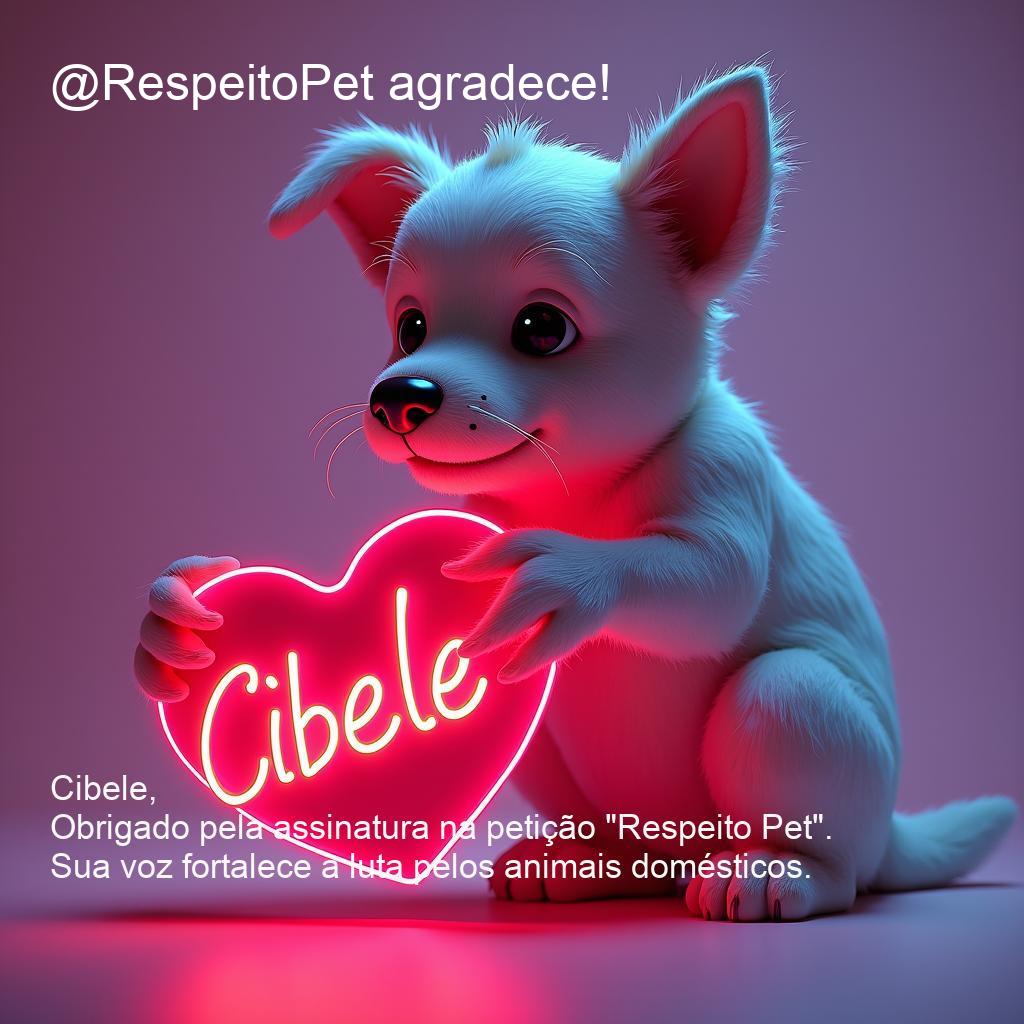 @RespeitoPet agradece!
Cibele
Cibele,
Obrigado pela assinatura na petição "Respeito Pet".
Sua voz fortalece a luta pelos animais domésticos.